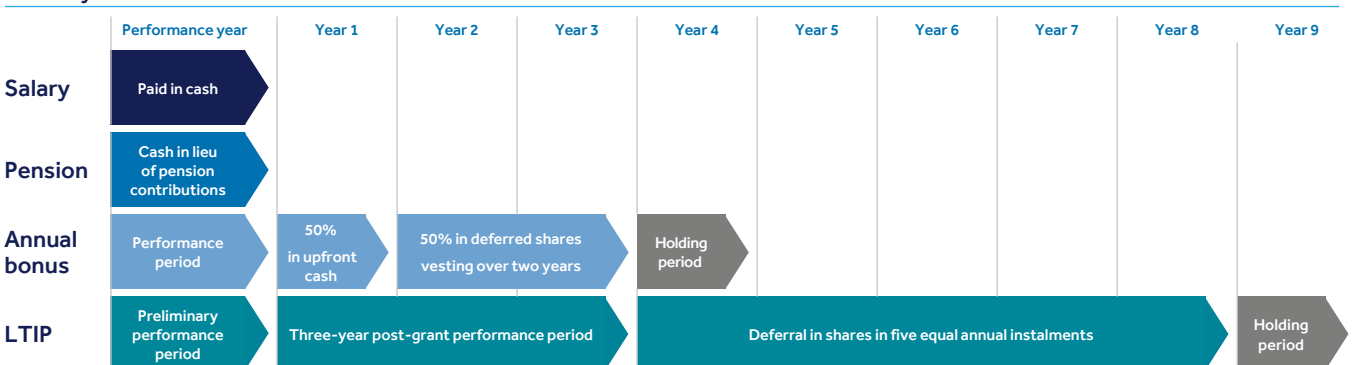 Performance year Year 1 Year 2 Year 3 Year 4 Year 5 Year 6 Year 7 Year 8 Year 9
Salary
Paid in cash
Pension
Cash in lieu
of pension
contributions
Annual
bonus
Performance
period
50%
in upfront
cash
50% in deferred shares
vesting over two years
Holding
period
LTIP
Preliminary
performance
period
Three-year post-grant performance period
Deferral in shares in five equal annual instalments
Holding
period